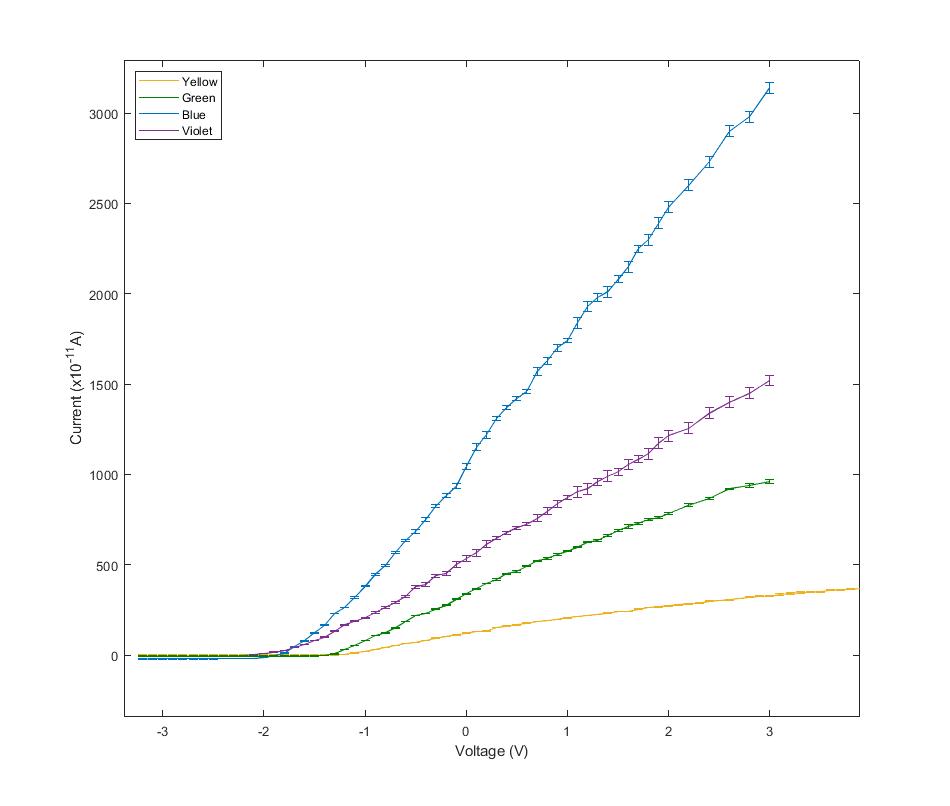 Yellow
Green
Blue
Violet
3000
2500
2000
1500
1000
500
0
Current (x10⁻¹¹A)
-3 -2 -1 0 1 2 3
Voltage (V)